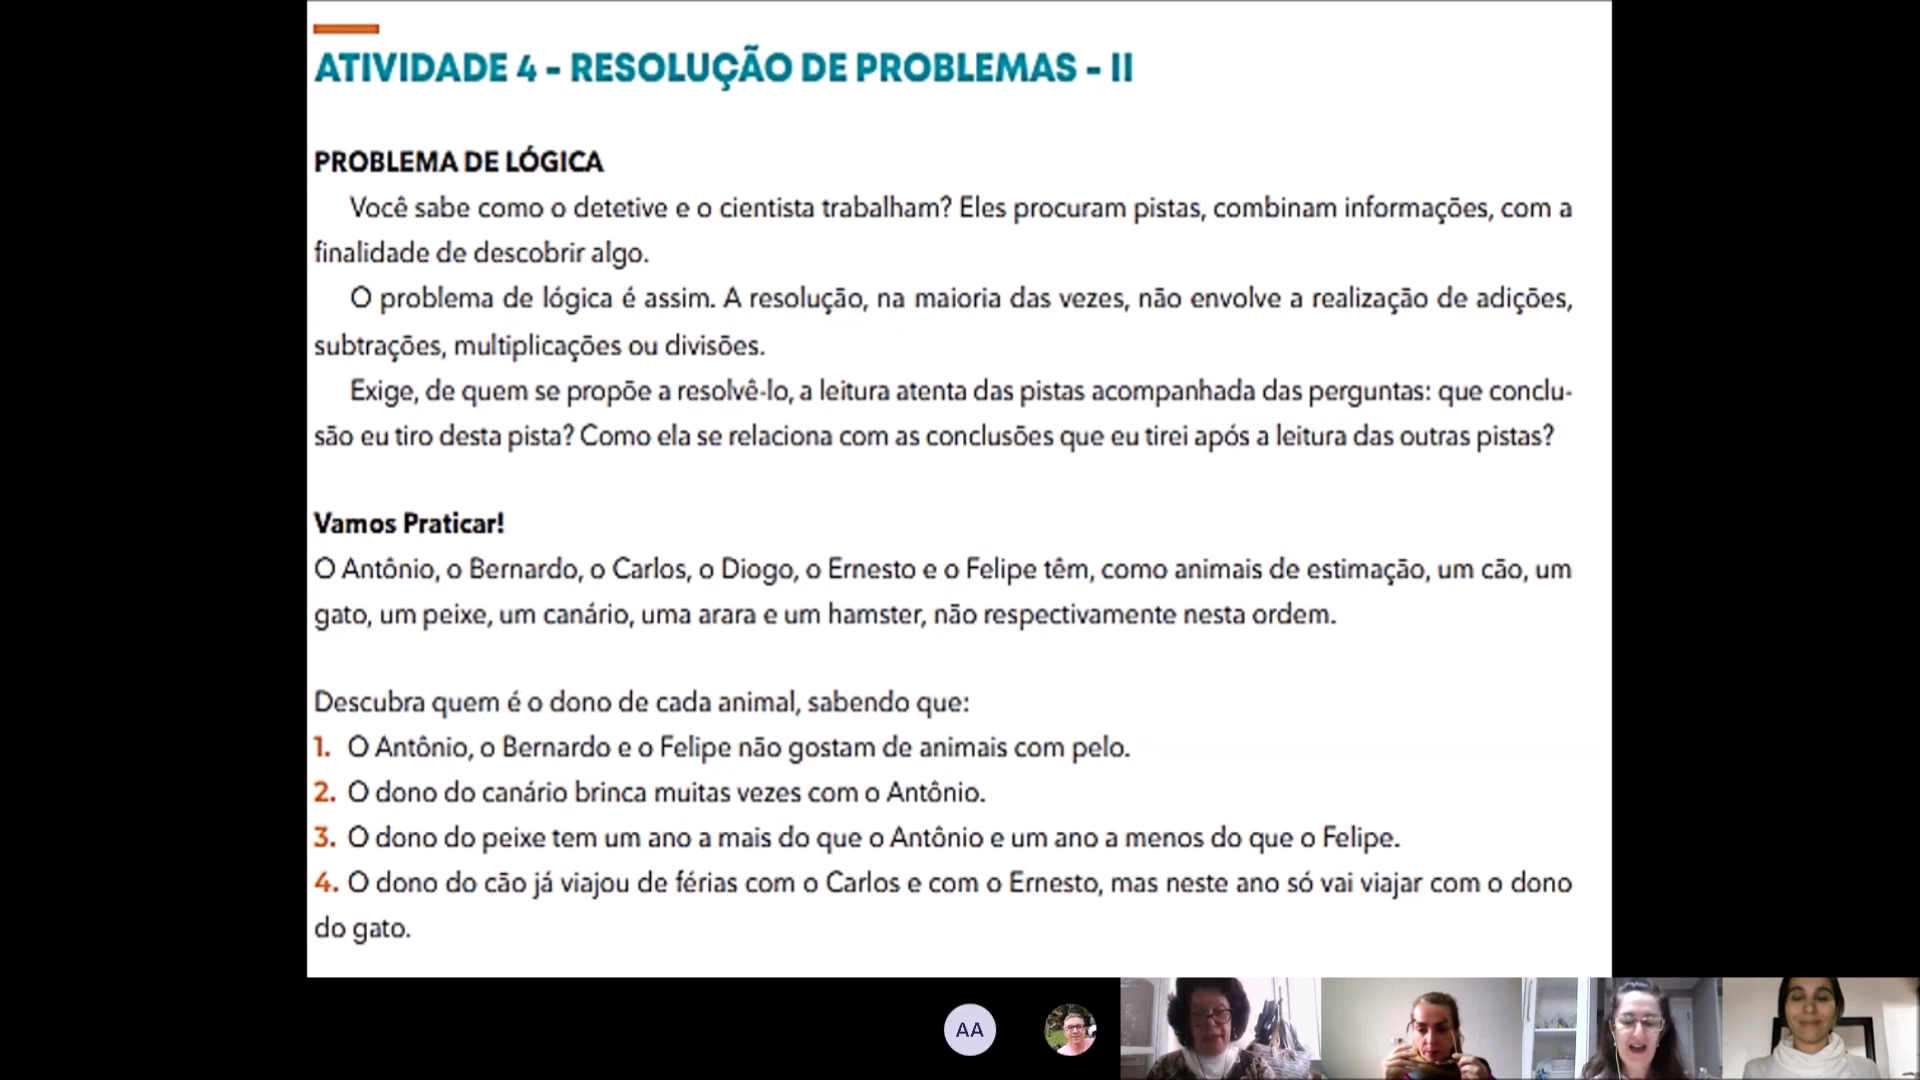 ATIVIDADE 4 - RESOLUÇÃO DE PROBLEMAS - II
PROBLEMA DE LÓGICA
Você sabe como o detetive e o cientista trabalham? Eles procuram pistas, combinam informações, com a
finalidade de descobrir algo.
O problema de lógica é assim. A resolução, na maioria das vezes, não envolve a realização de adições,
subtrações, multiplicações ou divisões.
Exige, de quem se propõe a resolvê-lo, a leitura atenta das pistas acompanhada das perguntas: que conclu-
são eu tiro desta pista? Como ela se relaciona com as conclusões que eu tirei após a leitura das outras pistas?
Vamos Praticar!
O Antônio, o Bernardo, o Carlos, o Diogo, o Ernesto e o Felipe têm, como animais de estimação, um cão, um
gato, um peixe, um canário, uma arara e um hamster, não respectivamente nesta ordem.
Descubra quem é o dono de cada animal, sabendo que:
1. O Antônio, o Bernardo e o Felipe não gostam de animais com pelo.
2. O dono do canário brinca muitas vezes com o Antônio.
3. O dono do peixe tem um ano a mais do que o Antônio e um ano a menos do que o Felipe.
4. O dono do cão já viajou de férias com o Carlos e com o Ernesto, mas neste ano só vai viajar com o dono
do gato.
AA